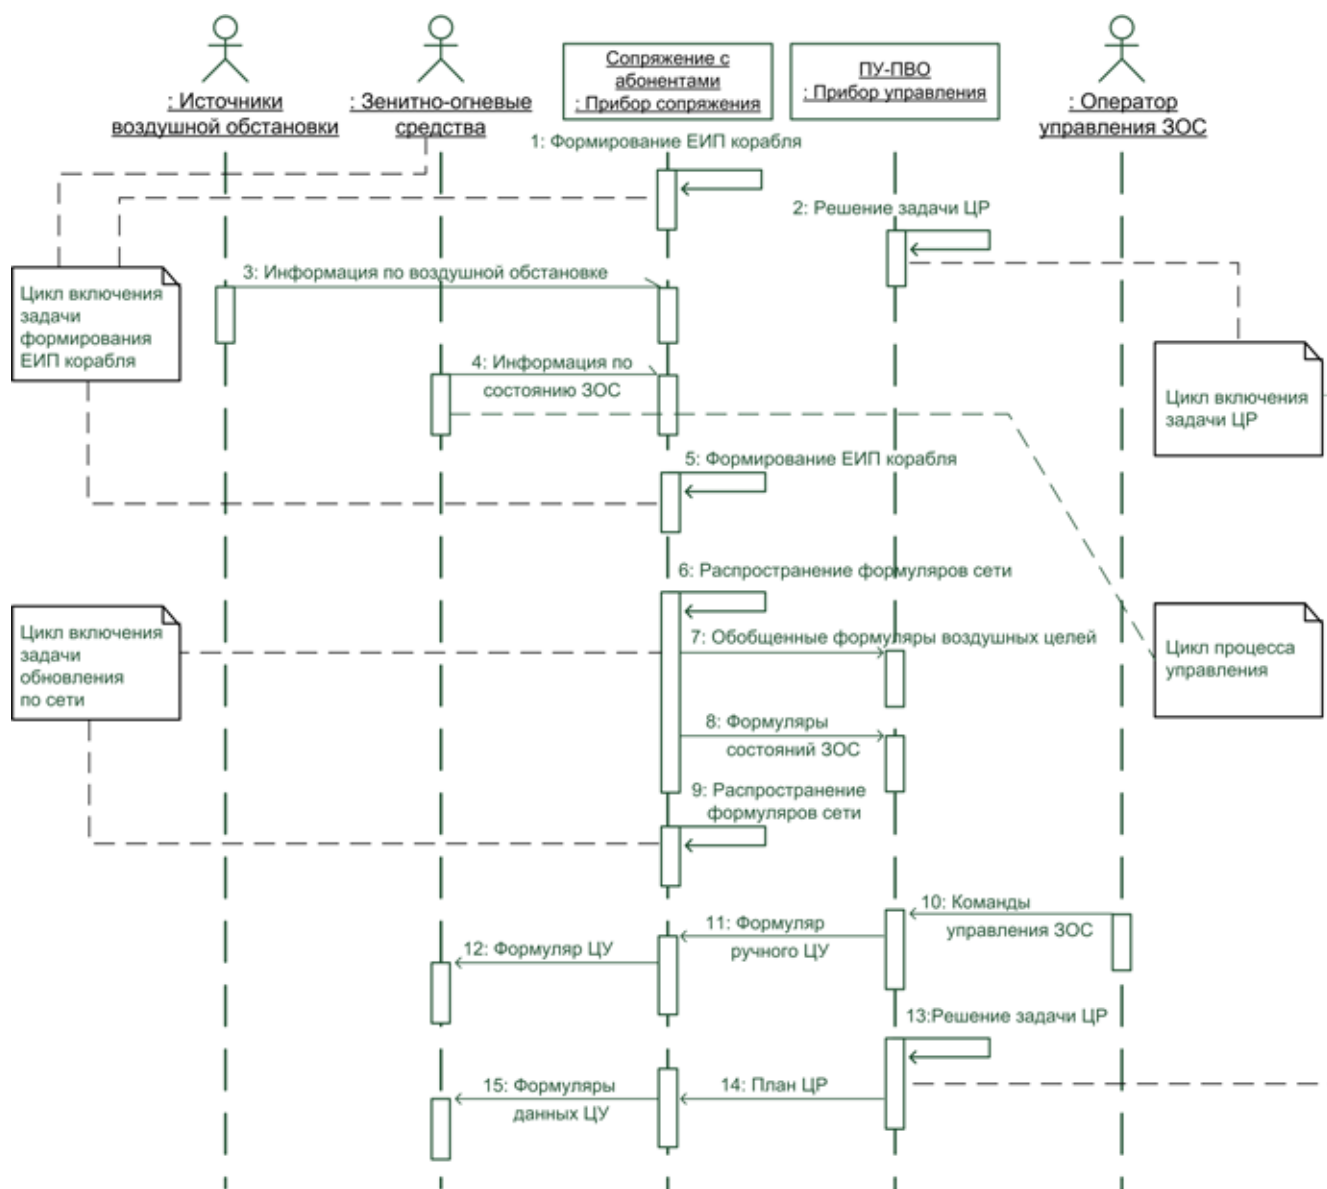 : Источники
воздушной обстановки
: Зенитно-огневые
средства
Сопряжение с
абонентами
: Прибор сопряжения
ПУ-ПВО
: Прибор управления
: Оператор
управления ЗОС
1: Формирование ЕИП корабля
2: Решение задачи ЦР
3: Информация по воздушной обстановке
Цикл включения
задачи
формирования
ЕИП корабля
4: Информация по
состоянию ЗОС
Цикл включения
задачи ЦР
5: Формирование ЕИП корабля
6: Распространение формуляров сети
Цикл включения
задачи
обновления
по сети
7: Обобщенные формуляры воздушных целей
Цикл процесса
управления
8: Формуляры
состояний ЗОС
9: Распространение
формуляров сети
10: Команды
управления ЗОС
11: Формуляр
ручного ЦУ
12: Формуляр ЦУ
13:Решение задачи ЦР
14: План ЦР
15: Формуляры
данных ЦУ